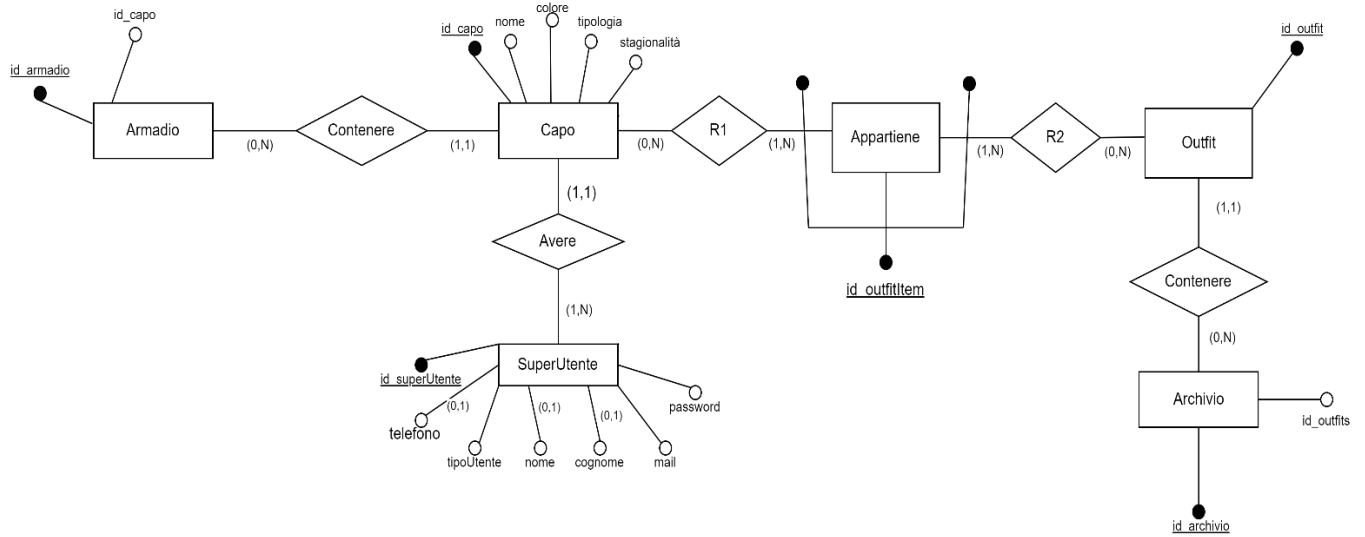 id_capo
id_armadio
Armadio
(0,N)
Contenere
(1,1)
id_capo
nome
colore
tipologia
stagionalità
Capo
(0,N)
R1
(1,N)
Appartiene
id_outfitItem
(1,N)
R2
(0,N)
id_outfit
Outfit
(1,1)
Avere
(1,N)
SuperUtente
id_superUtente
(0,1)
telefono
tipoUtente
(0,1)
nome
(0,1)
cognome
mail
password
(1,1)
Contenere
(0,N)
Archivio
id_outfits
id_archivio